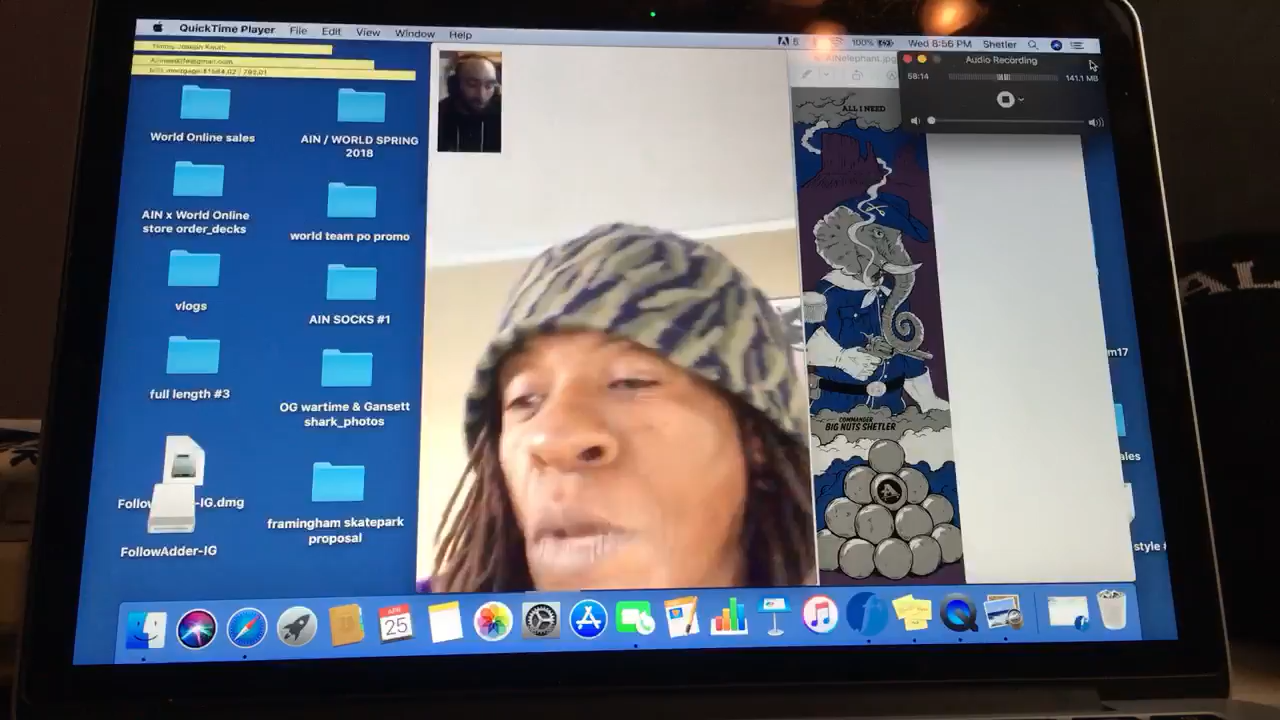 QuickTime Player File Edit View Window Help
100% Wed 8:56 PM Shetler
Audio Recording
58:14
141.1 MB
World Online sales
AIN / WORLD SPRING
2018
AIN x World Online
store order_decks
world team po promo
vlogs
AIN SOCKS #1
full length #3
OG wartime & Gansett
shark_photos
FollowAdder-IG
framingham skatepark
proposal
ALL I NEED
COMMANDER
BIG NUTS SHETLER
25